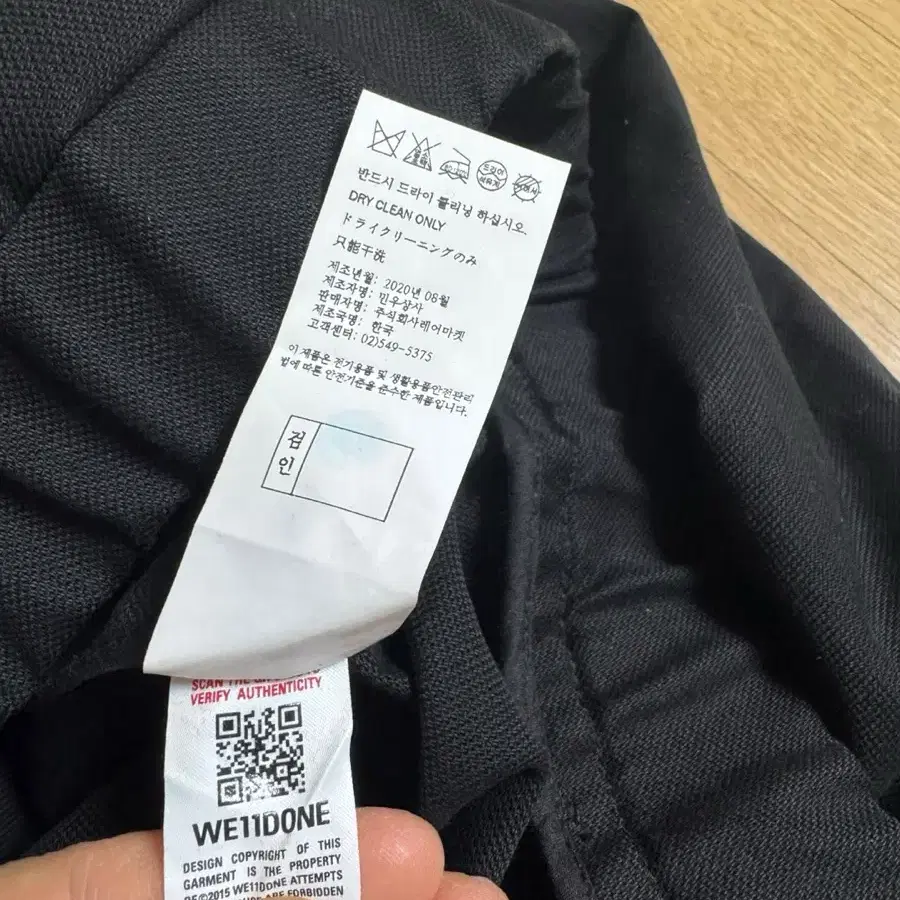 반드시 드라이 클리닝 하십시오.
DRY CLEAN ONLY
ドライクリーニングのみ
只能干洗
제조년월: 2020년 08월
제조자명: 민우상사
판매자명: 주식회사레어마켓
제조국명: 한국
고객센터: 02)549-5375
이 제품은 전기용품 및 생활용품안전관리
법에 따른 안전기준을 준수한 제품입니다.
검
인
SCAN THE
VERIFY AUTHENTICITY
WE11DONE
DESIGN COPYRIGHT OF THIS
GARMENT IS THE PROPERTY
©2015 WE11DONE ATTEMPTS
ARE FORBIDDEN